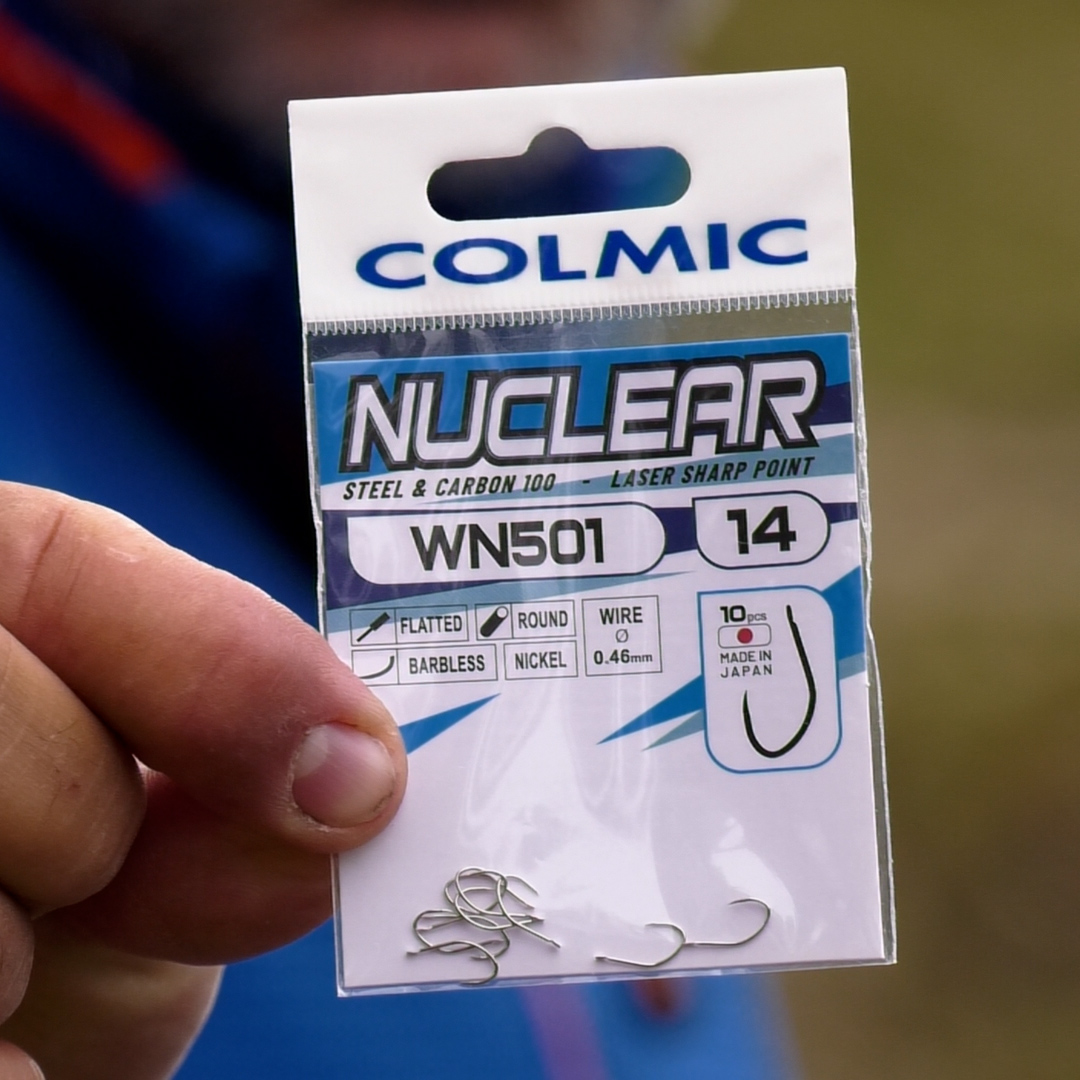 COLMIC
NUCLEAR
STEEL & CARBON 100 - LASER SHARP POINT
WN501 14
FLATTED ROUND WIRE Ø 0.46mm
BARBLESS NICKEL
10pcs
MADE IN
JAPAN